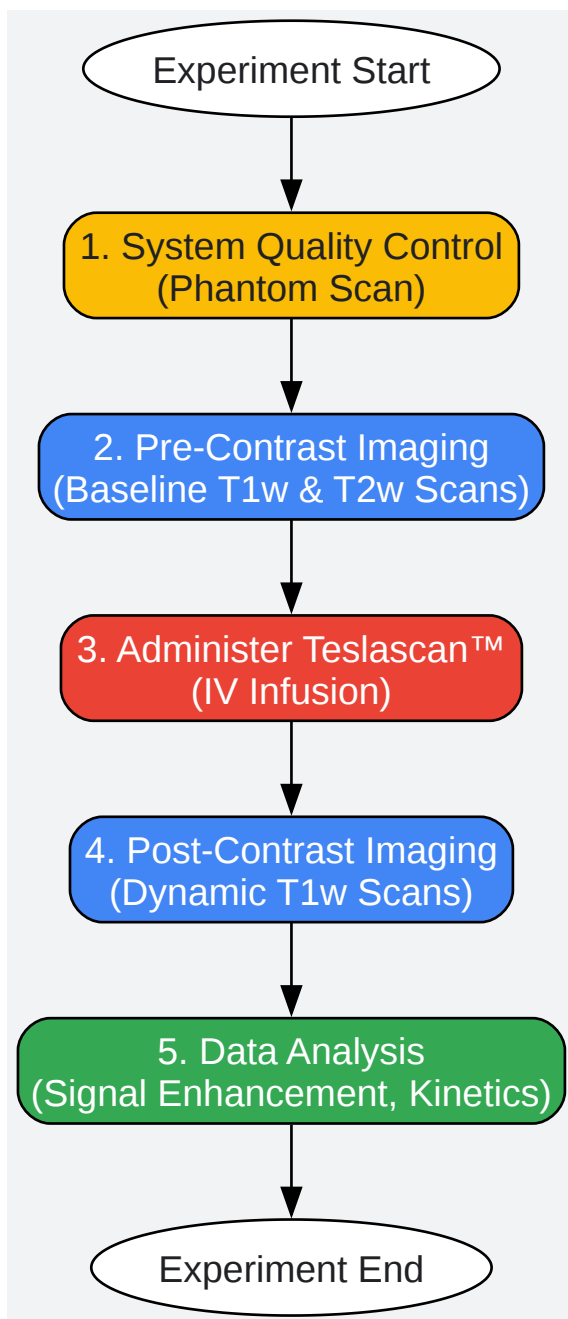 Experiment Start
1. System Quality Control
(Phantom Scan)
2. Pre-Contrast Imaging
(Baseline T1w & T2w Scans)
3. Administer Teslascan™
(IV Infusion)
4. Post-Contrast Imaging
(Dynamic T1w Scans)
5. Data Analysis
(Signal Enhancement, Kinetics)
Experiment End